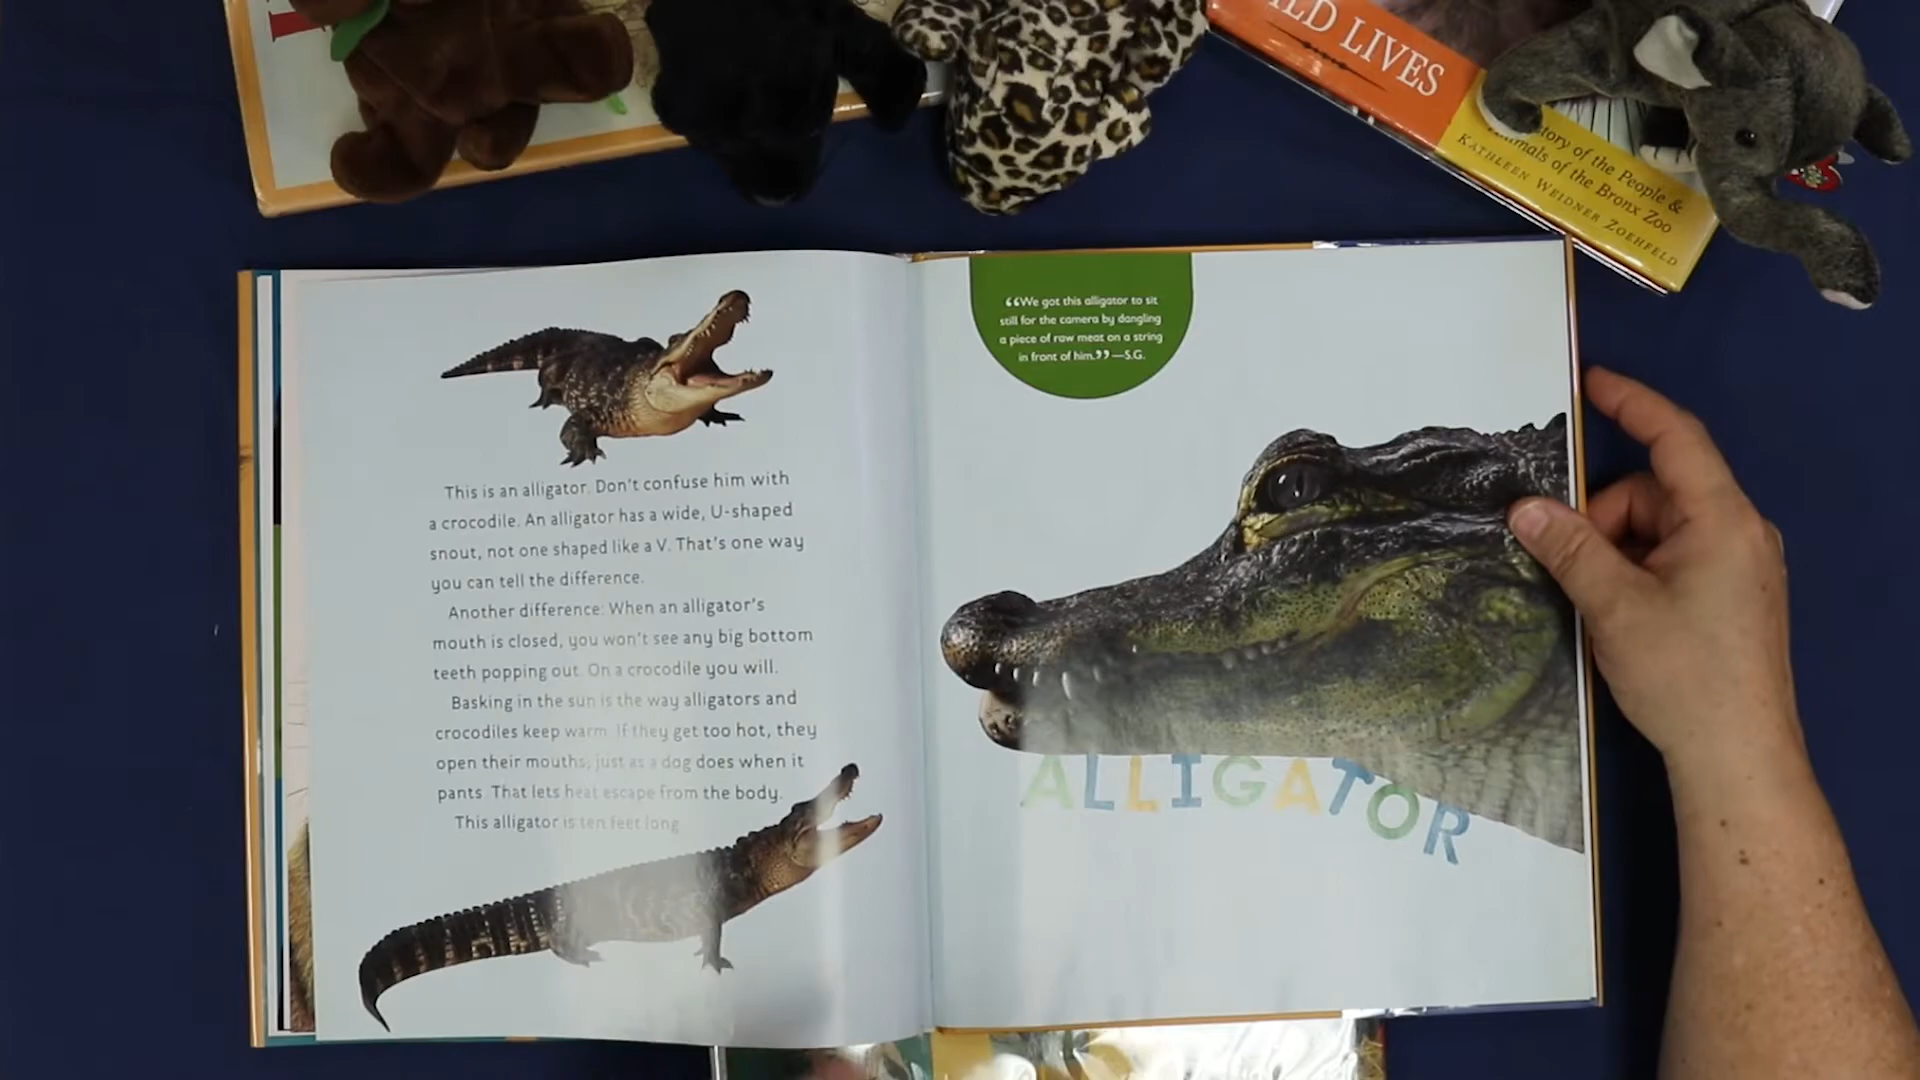 ILD LIVES
story of the People &
Animals of the Bronx Zoo
KATHLEEN WEIDNER ZOEHFELD
This is an alligator. Don't confuse him with
a crocodile. An alligator has a wide, U-shaped
snout, not one shaped like a V. That's one way
you can tell the difference.
Another difference: When an alligator's
mouth is closed, you won't see any big bottom
teeth popping out. On a crocodile you will.
Basking in the sun is the way alligators and
crocodiles keep warm. If they get too hot, they
open their mouths, just as a dog does when it
pants. That lets heat escape from the body.
This alligator is ten feet long
“We got this alligator to sit
still for the camera by dangling
a piece of raw meat on a string
in front of him.” —S.G.
ALLIGATOR